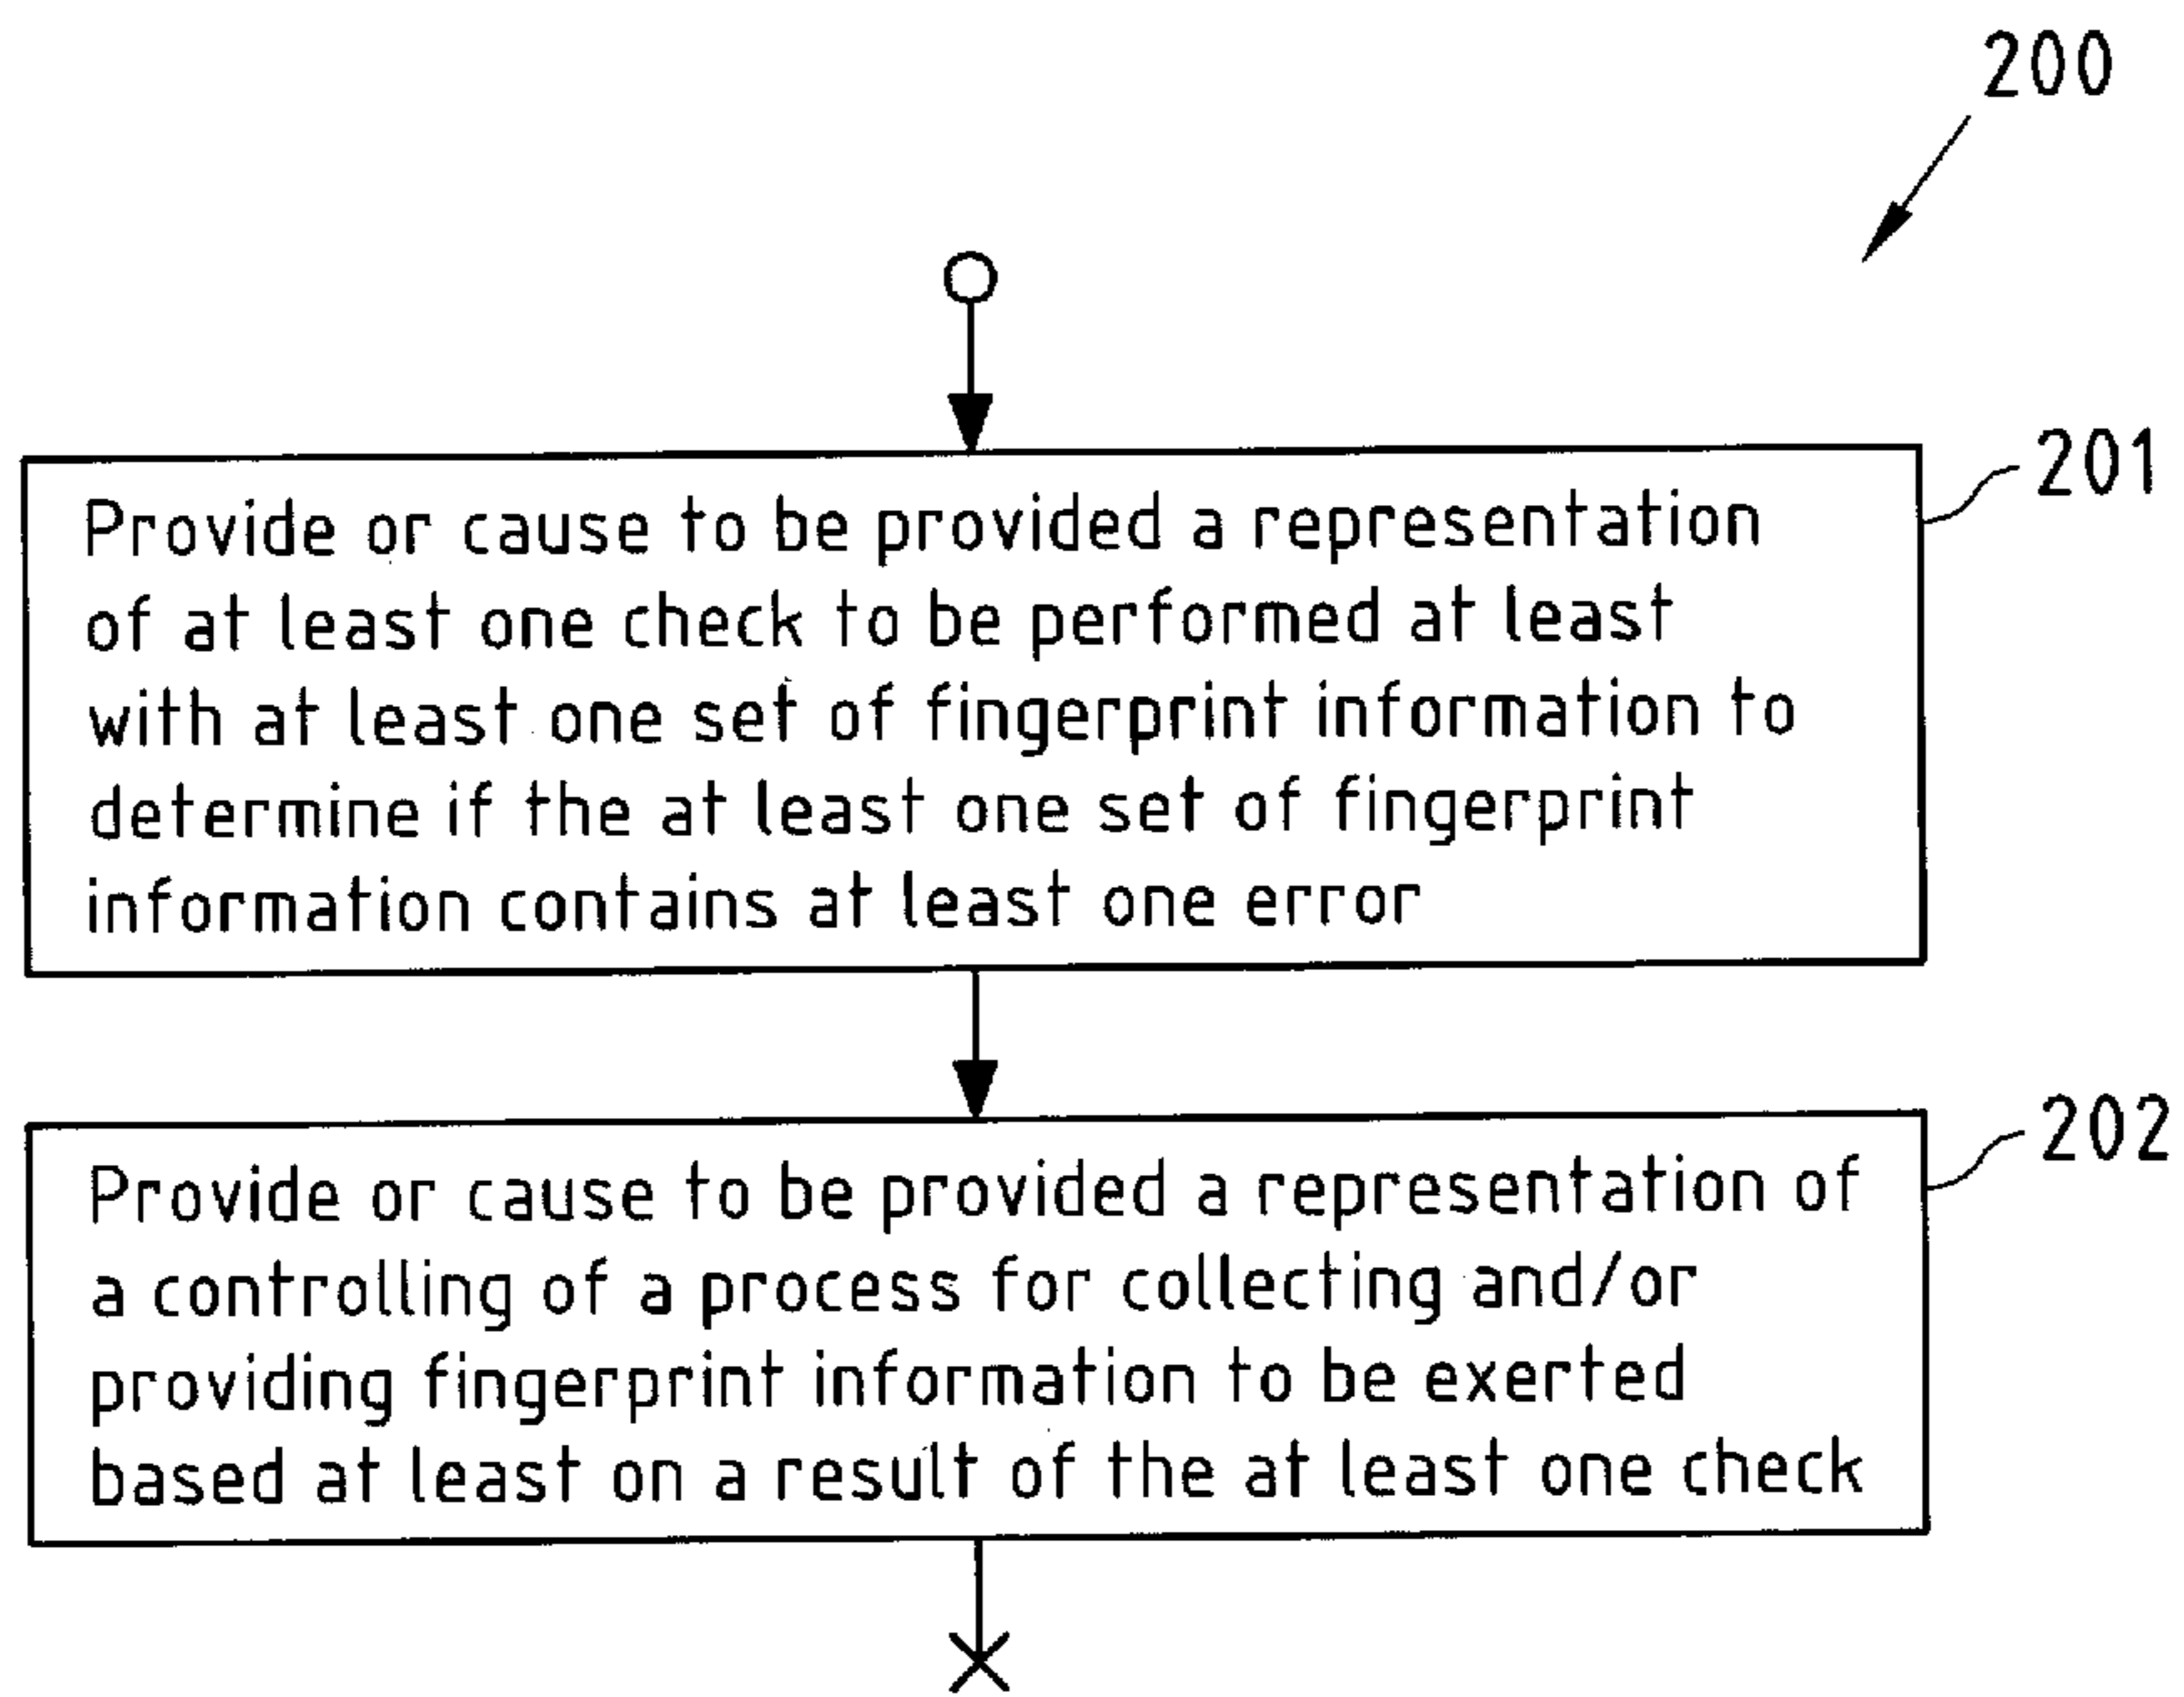 200
201
Provide or cause to be provided a representation
of at least one check to be performed at least
with at least one set of fingerprint information to
determine if the at least one set of fingerprint
information contains at least one error
202
Provide or cause to be provided a representation of
a controlling of a process for collecting and/or
providing fingerprint information to be exerted
based at least on a result of the at least one check